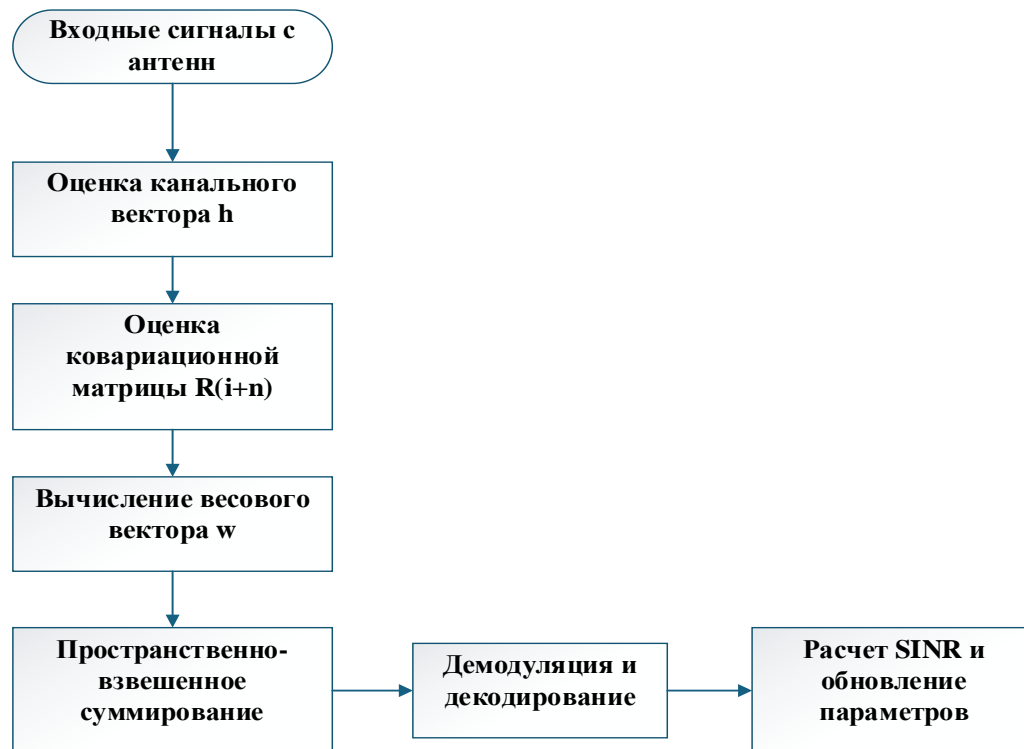 Входные сигналы с
антенн
Оценка канального
вектора h
Оценка
ковариационной
матрицы R(i+n)
Вычисление весового
вектора w
Пространственно-
взвешенное
суммирование
Демодуляция и
декодирование
Расчет SINR и
обновление
параметров